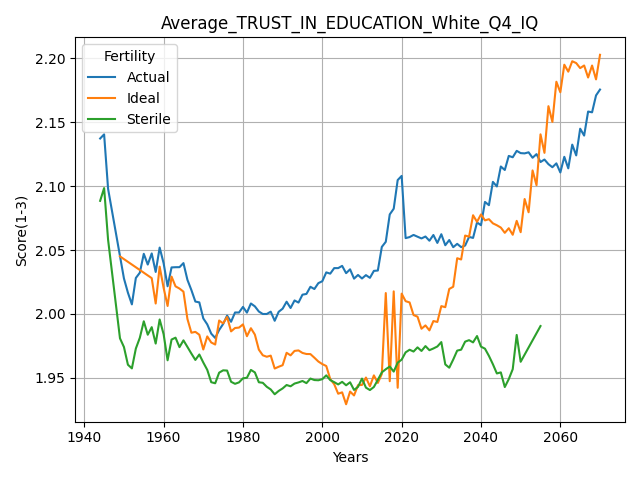 Average_TRUST_IN_EDUCATION_White_Q4_IQ
Fertility
Actual
Ideal
Sterile
Score(1-3)
2.20
2.15
2.10
2.05
2.00
1.95
1940 1960 1980 2000 2020 2040 2060
Years